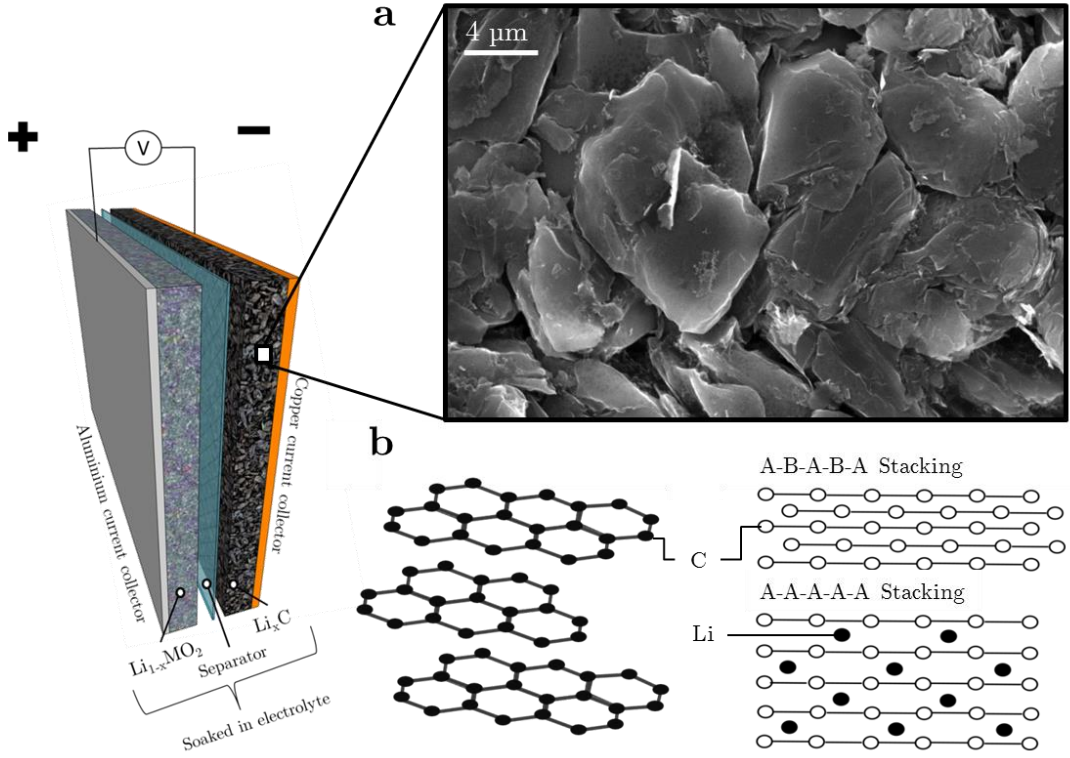 a
4 µm
+
−
V
Aluminium current collector
Copper current collector
Li₁₋ₓMO₂
Separator
LiₓC
Soaked in electrolyte
b
A-B-A-B-A Stacking
C
A-A-A-A-A Stacking
Li